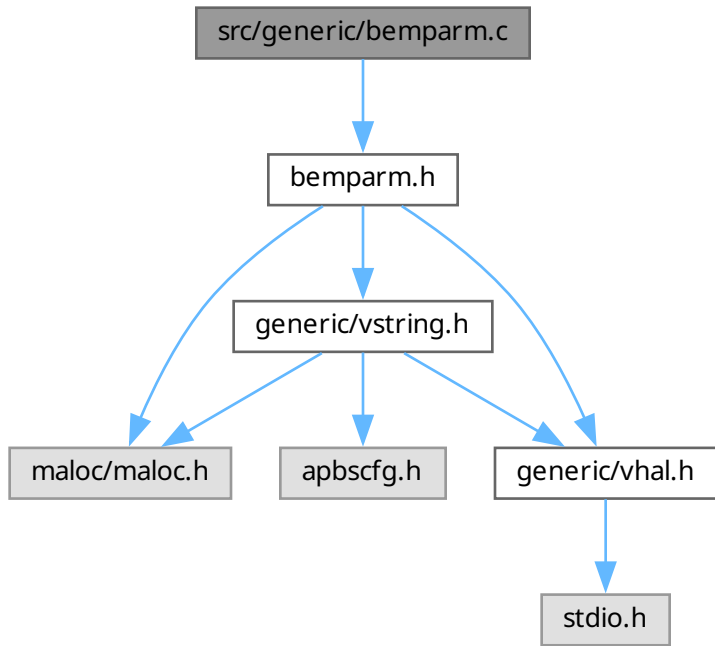 src/generic/bemparm.c
bemparm.h
generic/vstring.h
maloc/maloc.h
apbscfg.h
generic/vhal.h
stdio.h